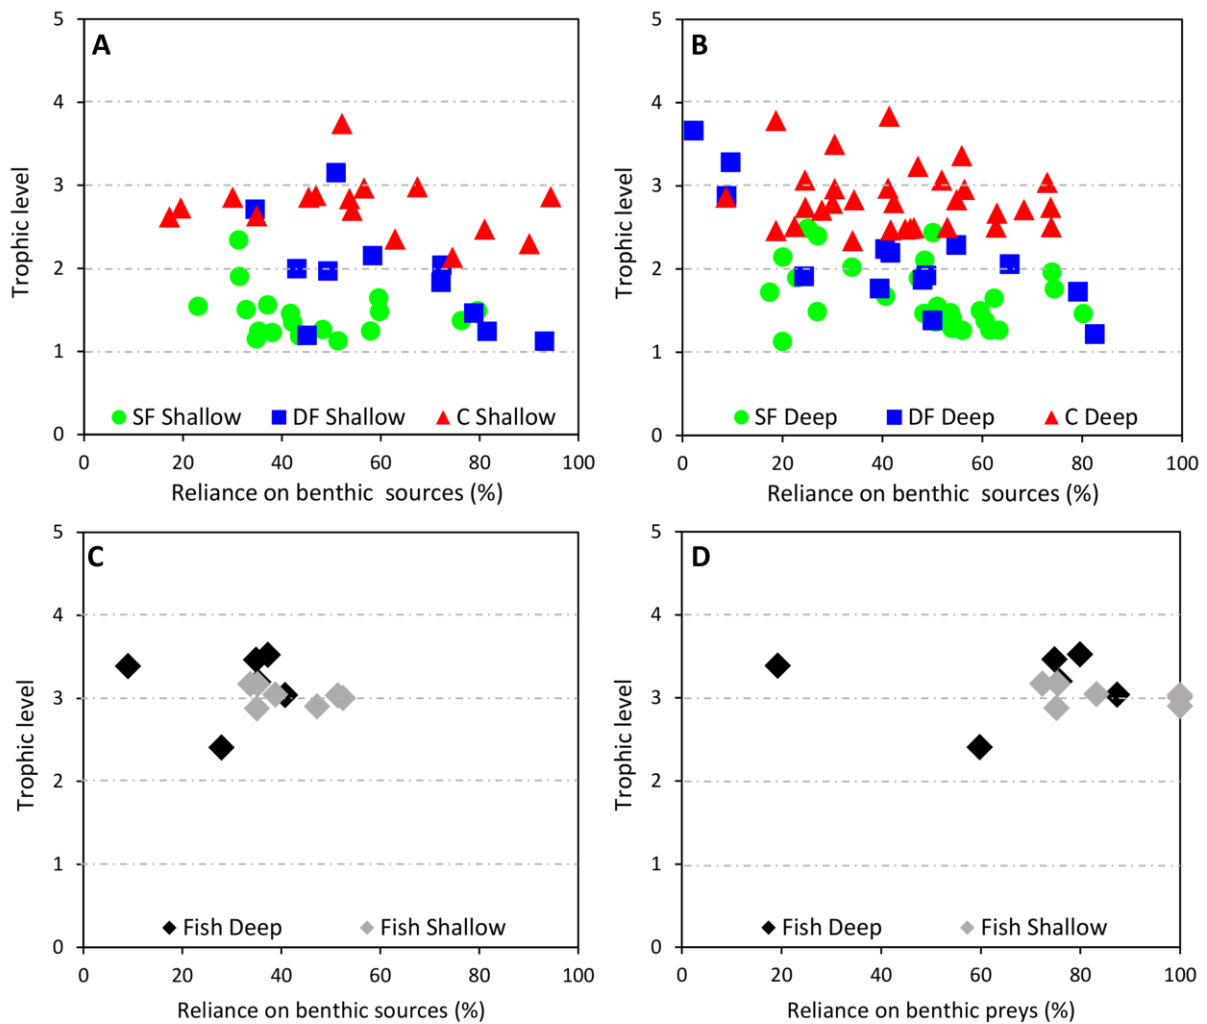 A
5
4
3
2
1
0
Trophic level
SF Shallow DF Shallow C Shallow
0 20 40 60 80 100
Reliance on benthic sources (%)
B
5
4
3
2
1
0
Trophic level
SF Deep DF Deep C Deep
0 20 40 60 80 100
Reliance on benthic sources (%)
C
5
4
3
2
1
0
Trophic level
Fish Deep Fish Shallow
0 20 40 60 80 100
Reliance on benthic sources (%)
D
5
4
3
2
1
0
Trophic level
Fish Deep Fish Shallow
0 20 40 60 80 100
Reliance on benthic preys (%)